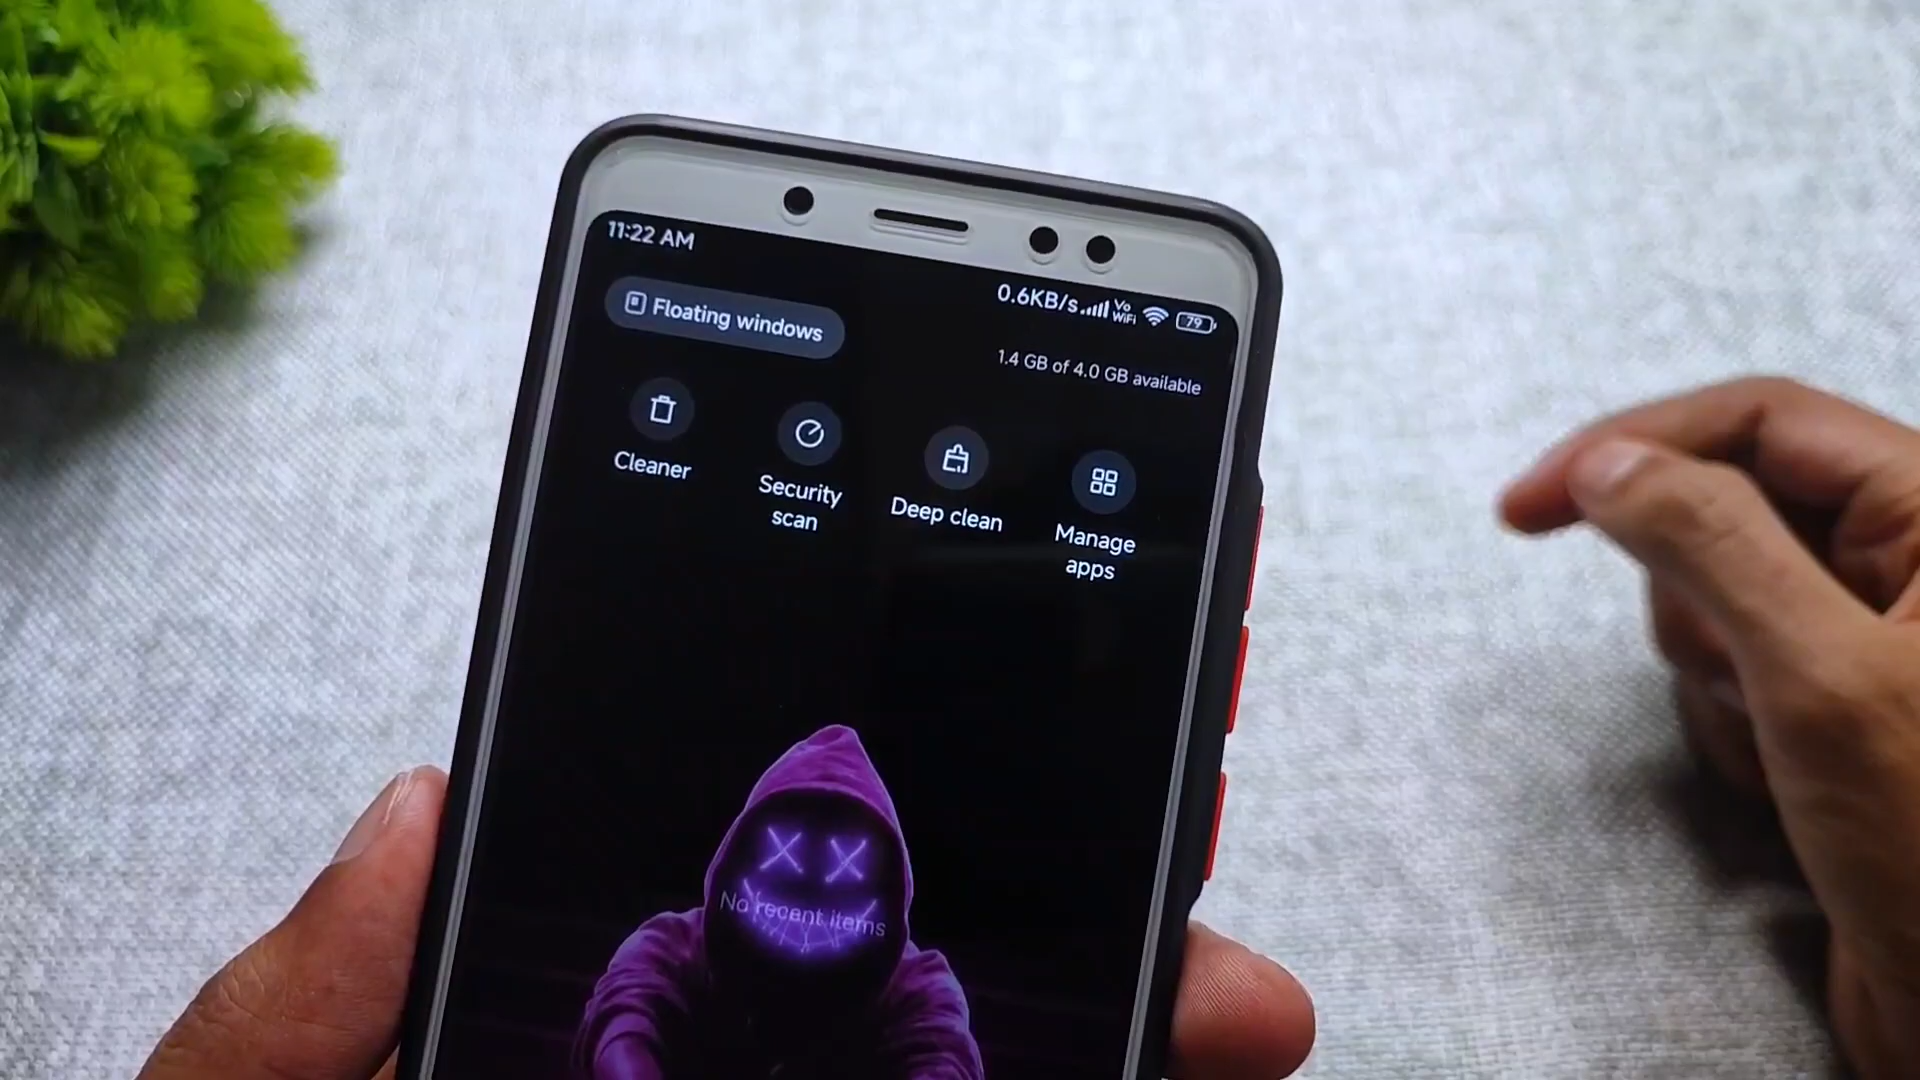 11:22 AM
0.6KB/s Vo WiFi 79
Floating windows
1.4 GB of 4.0 GB available
Cleaner
Security scan
Deep clean
Manage apps
No recent items